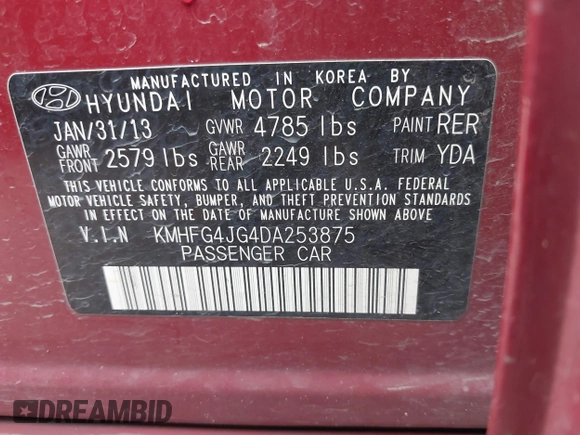 MANUFACTURED IN KOREA BY
HYUNDAI MOTOR COMPANY
JAN/31/13 GVWR 4785 lbs PAINT RER
GAWR FRONT 2579 lbs GAWR REAR 2249 lbs TRIM YDA
THIS VEHICLE CONFORMS TO ALL APPLICABLE U.S.A. FEDERAL
MOTOR VEHICLE SAFETY, BUMPER, AND THEFT PREVENTION STANDARDS
IN EFFECT ON THE DATE OF MANUFACTURE SHOWN ABOVE
V.I.N KMHFG4JG4DA253875
PASSENGER CAR
DREAMBID